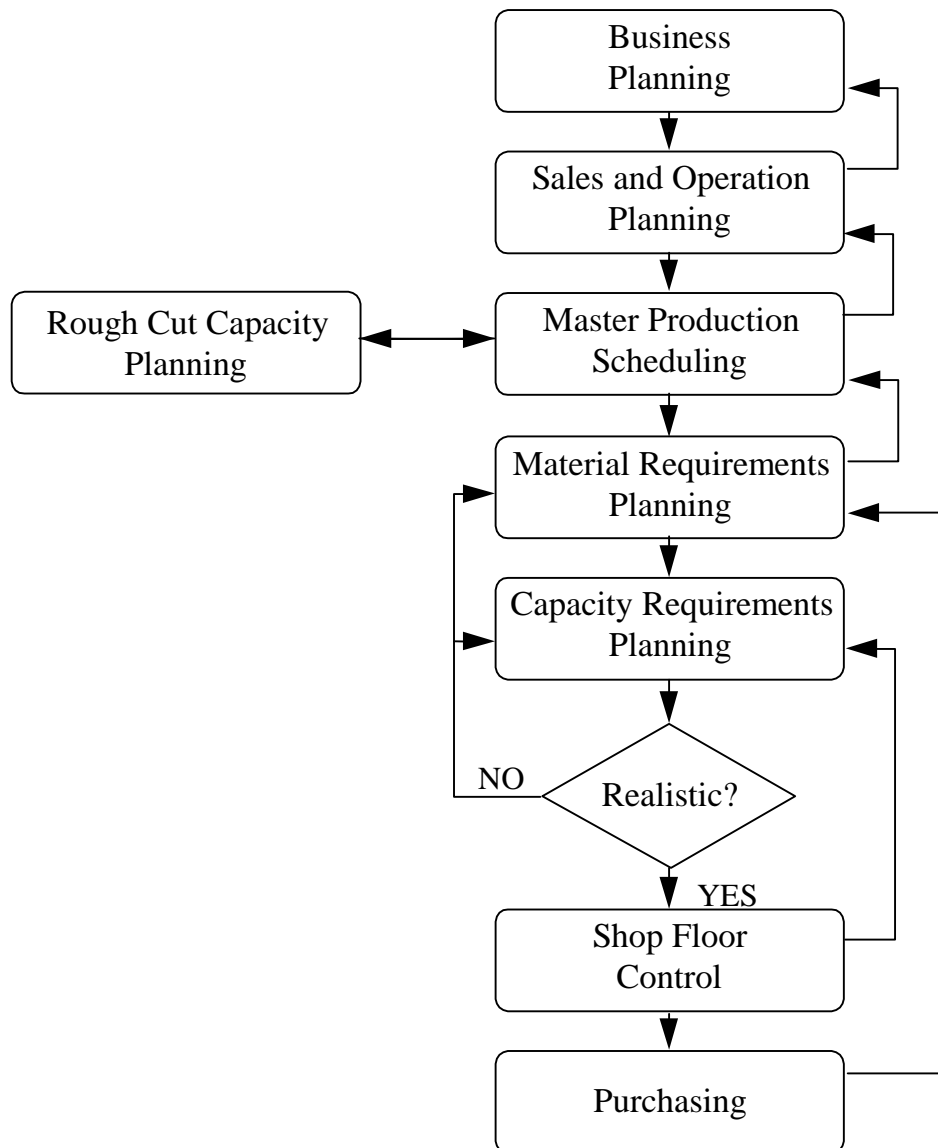 Business
Planning
Sales and Operation
Planning
Rough Cut Capacity
Planning
Master Production
Scheduling
Material Requirements
Planning
Capacity Requirements
Planning
NO
Realistic?
YES
Shop Floor
Control
Purchasing